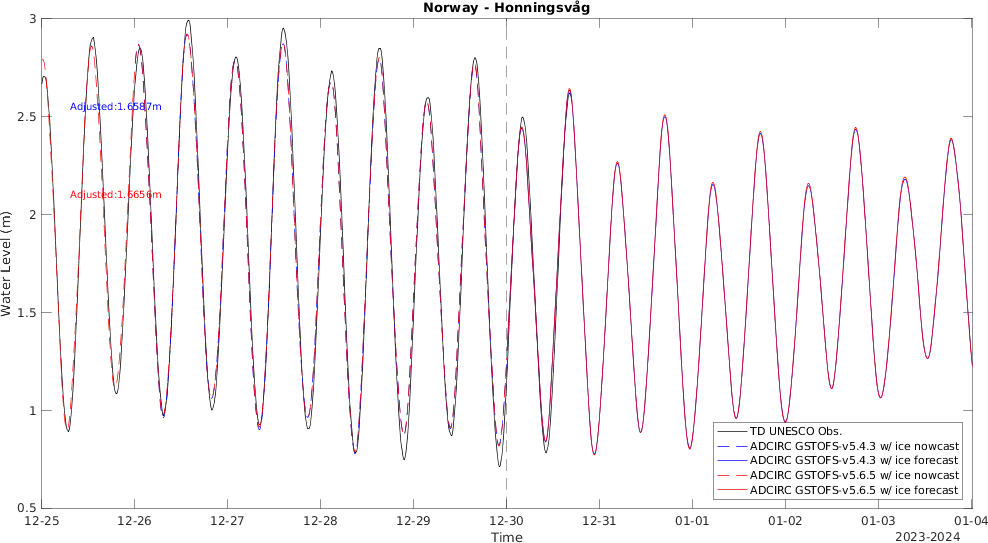 Norway - Honningsvåg
3
2.5
2
1.5
1
0.5
Water Level (m)
Adjusted:1.6587m
Adjusted:1.6656m
TD UNESCO Obs.
ADCIRC GSTOFS-v5.4.3 w/ ice nowcast
ADCIRC GSTOFS-v5.4.3 w/ ice forecast
ADCIRC GSTOFS-v5.6.5 w/ ice nowcast
ADCIRC GSTOFS-v5.6.5 w/ ice forecast
12-25 12-26 12-27 12-28 12-29 12-30 12-31 01-01 01-02 01-03 01-04
Time
2023-2024